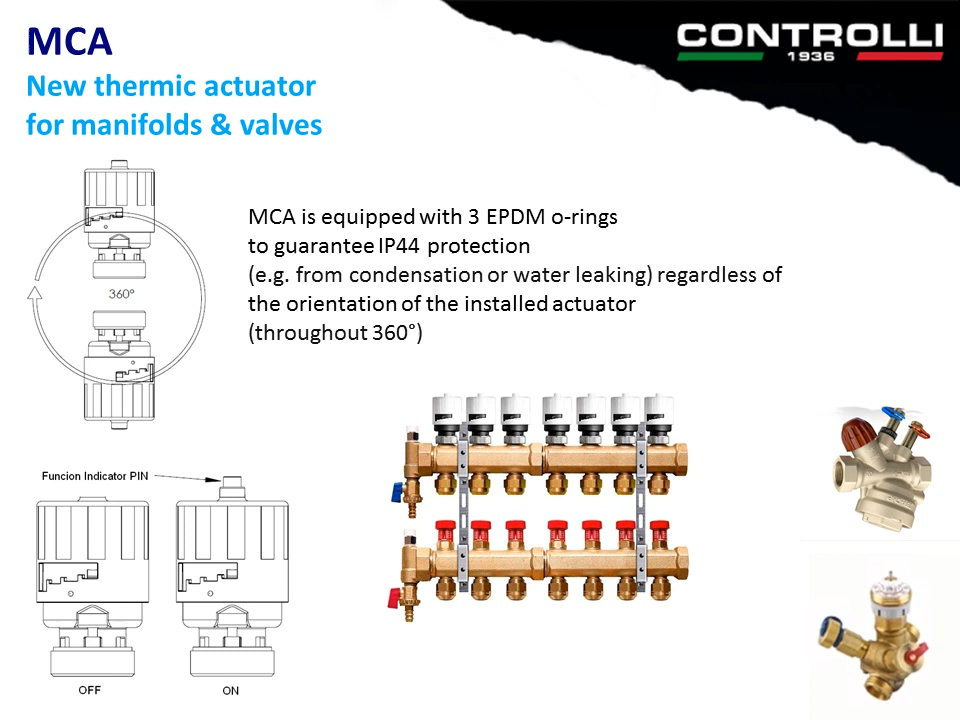 MCA
New thermic actuator
for manifolds & valves
CONTROLLI
1936
MCA is equipped with 3 EPDM o-rings
to guarantee IP44 protection
(e.g. from condensation or water leaking) regardless of
the orientation of the installed actuator
(throughout 360°)
360°
Funcion Indicator PIN
OFF
ON